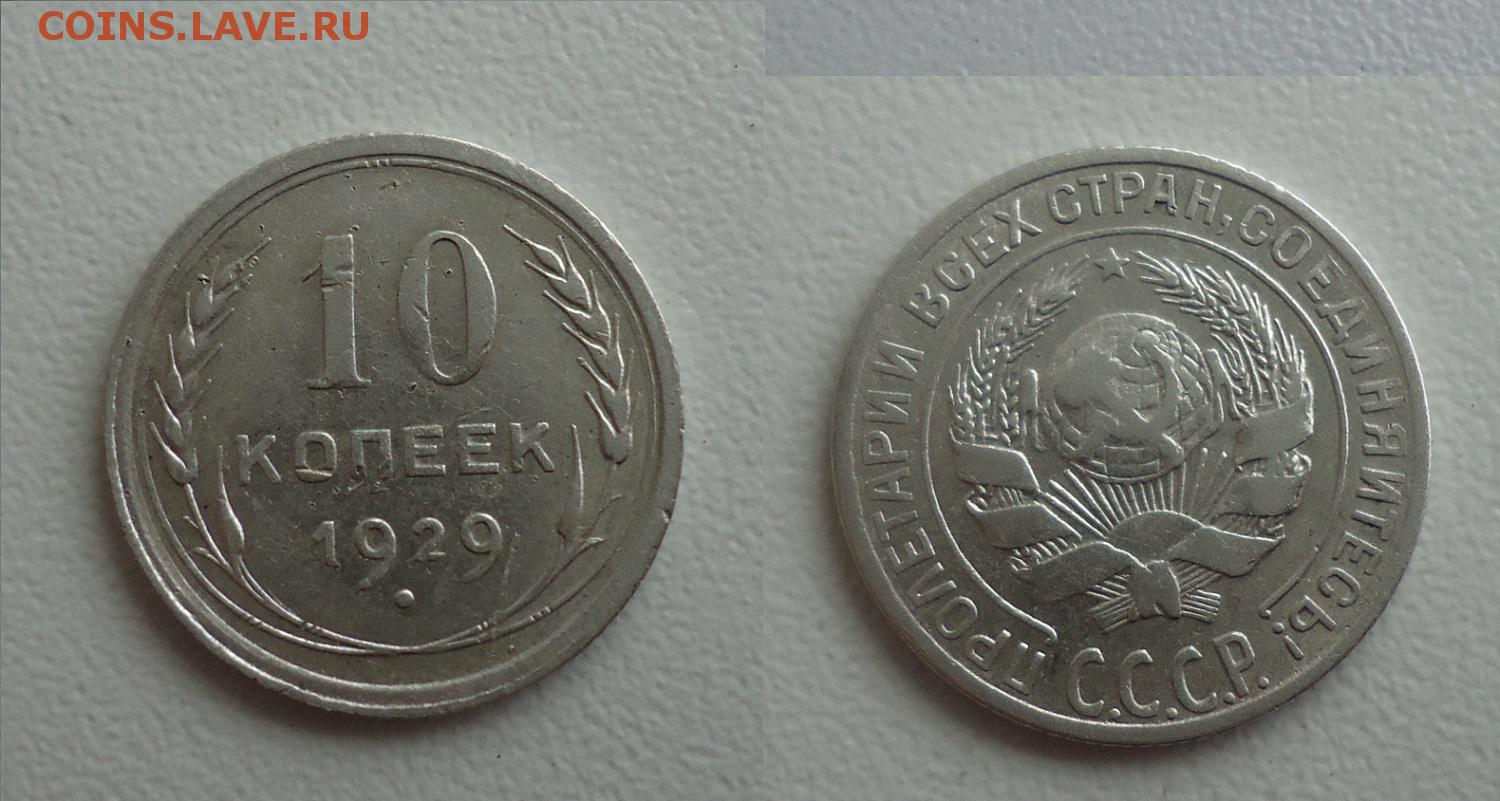 COINS.LAVE.RU
10
КОПЕЕК
1929
ПРОЛЕТАРИИ ВСЕХ СТРАН, СОЕДИНЯЙТЕСЬ!
С.С.С.Р.